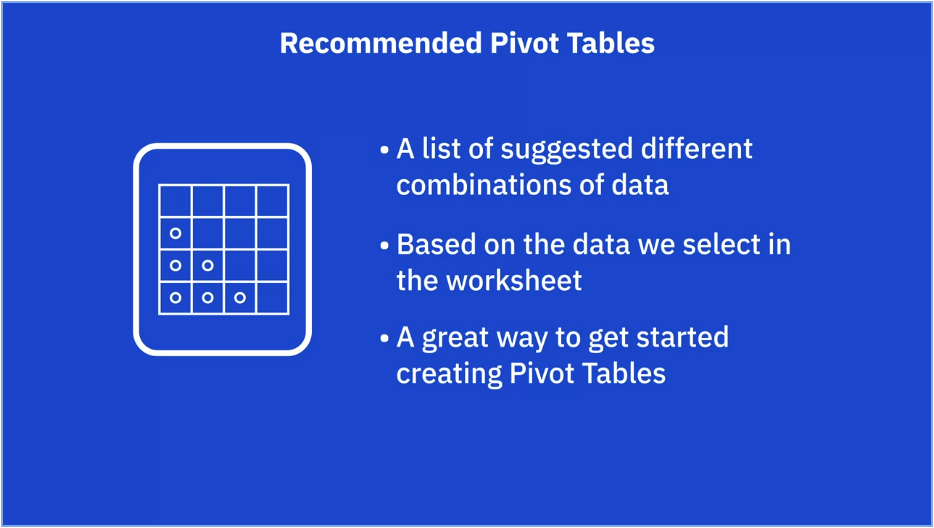 Recommended Pivot Tables
• A list of suggested different
combinations of data
• Based on the data we select in
the worksheet
• A great way to get started
creating Pivot Tables